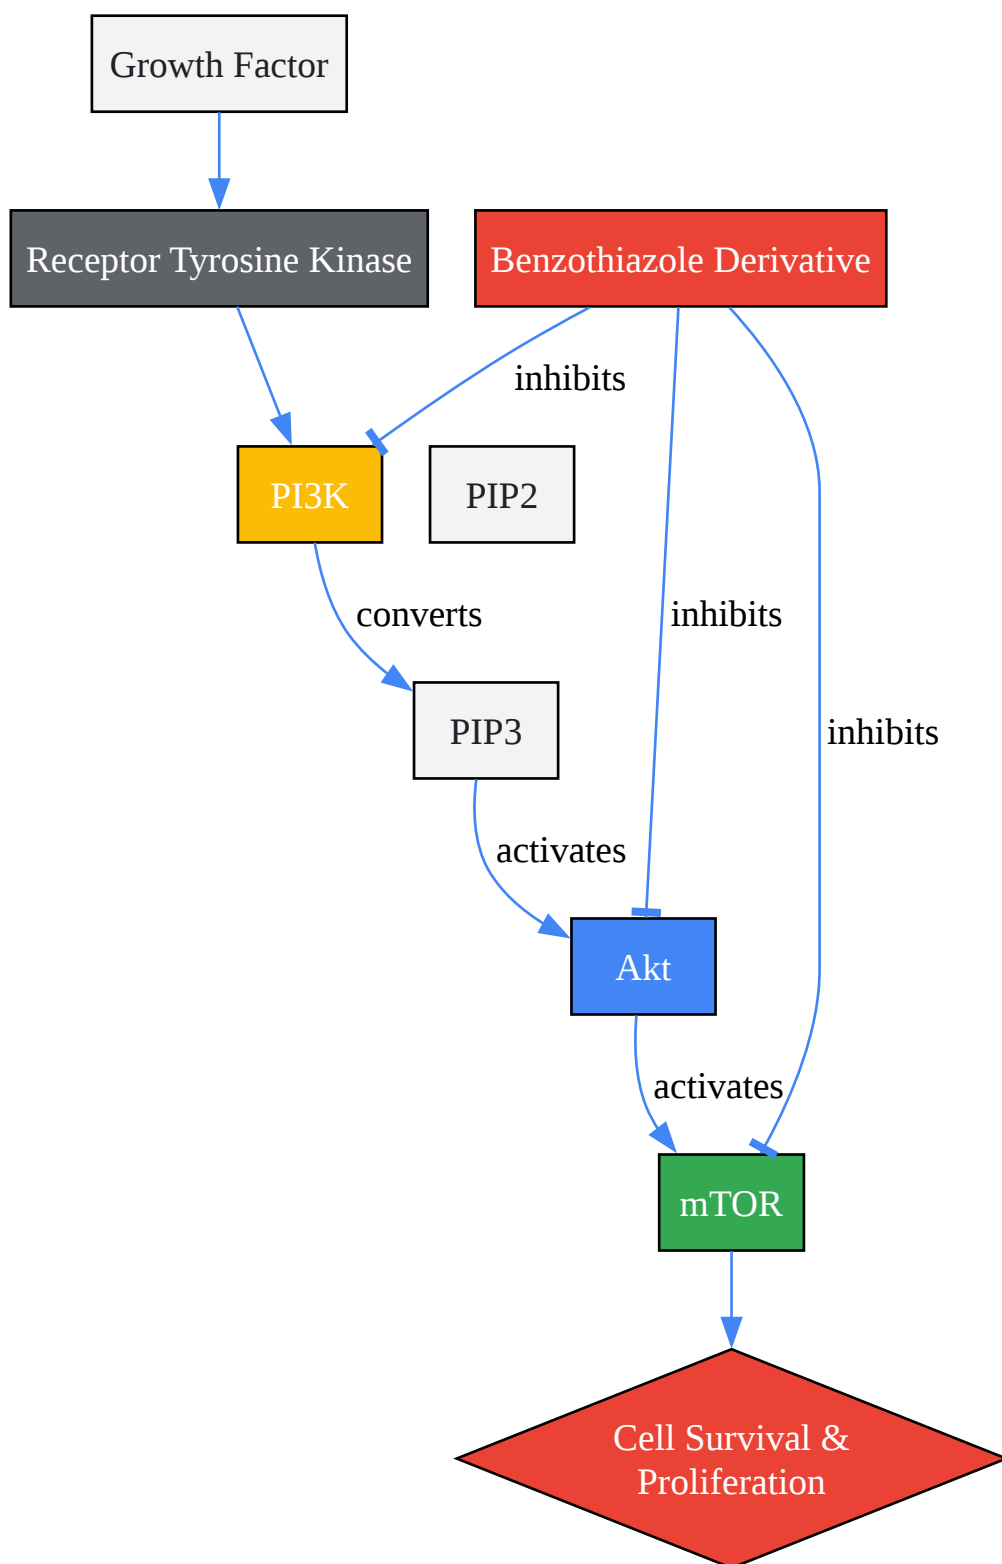 Growth Factor
Receptor Tyrosine Kinase
Benzothiazole Derivative
inhibits
PI3K
PIP2
converts
inhibits
PIP3
inhibits
activates
Akt
activates
mTOR
Cell Survival &
Proliferation